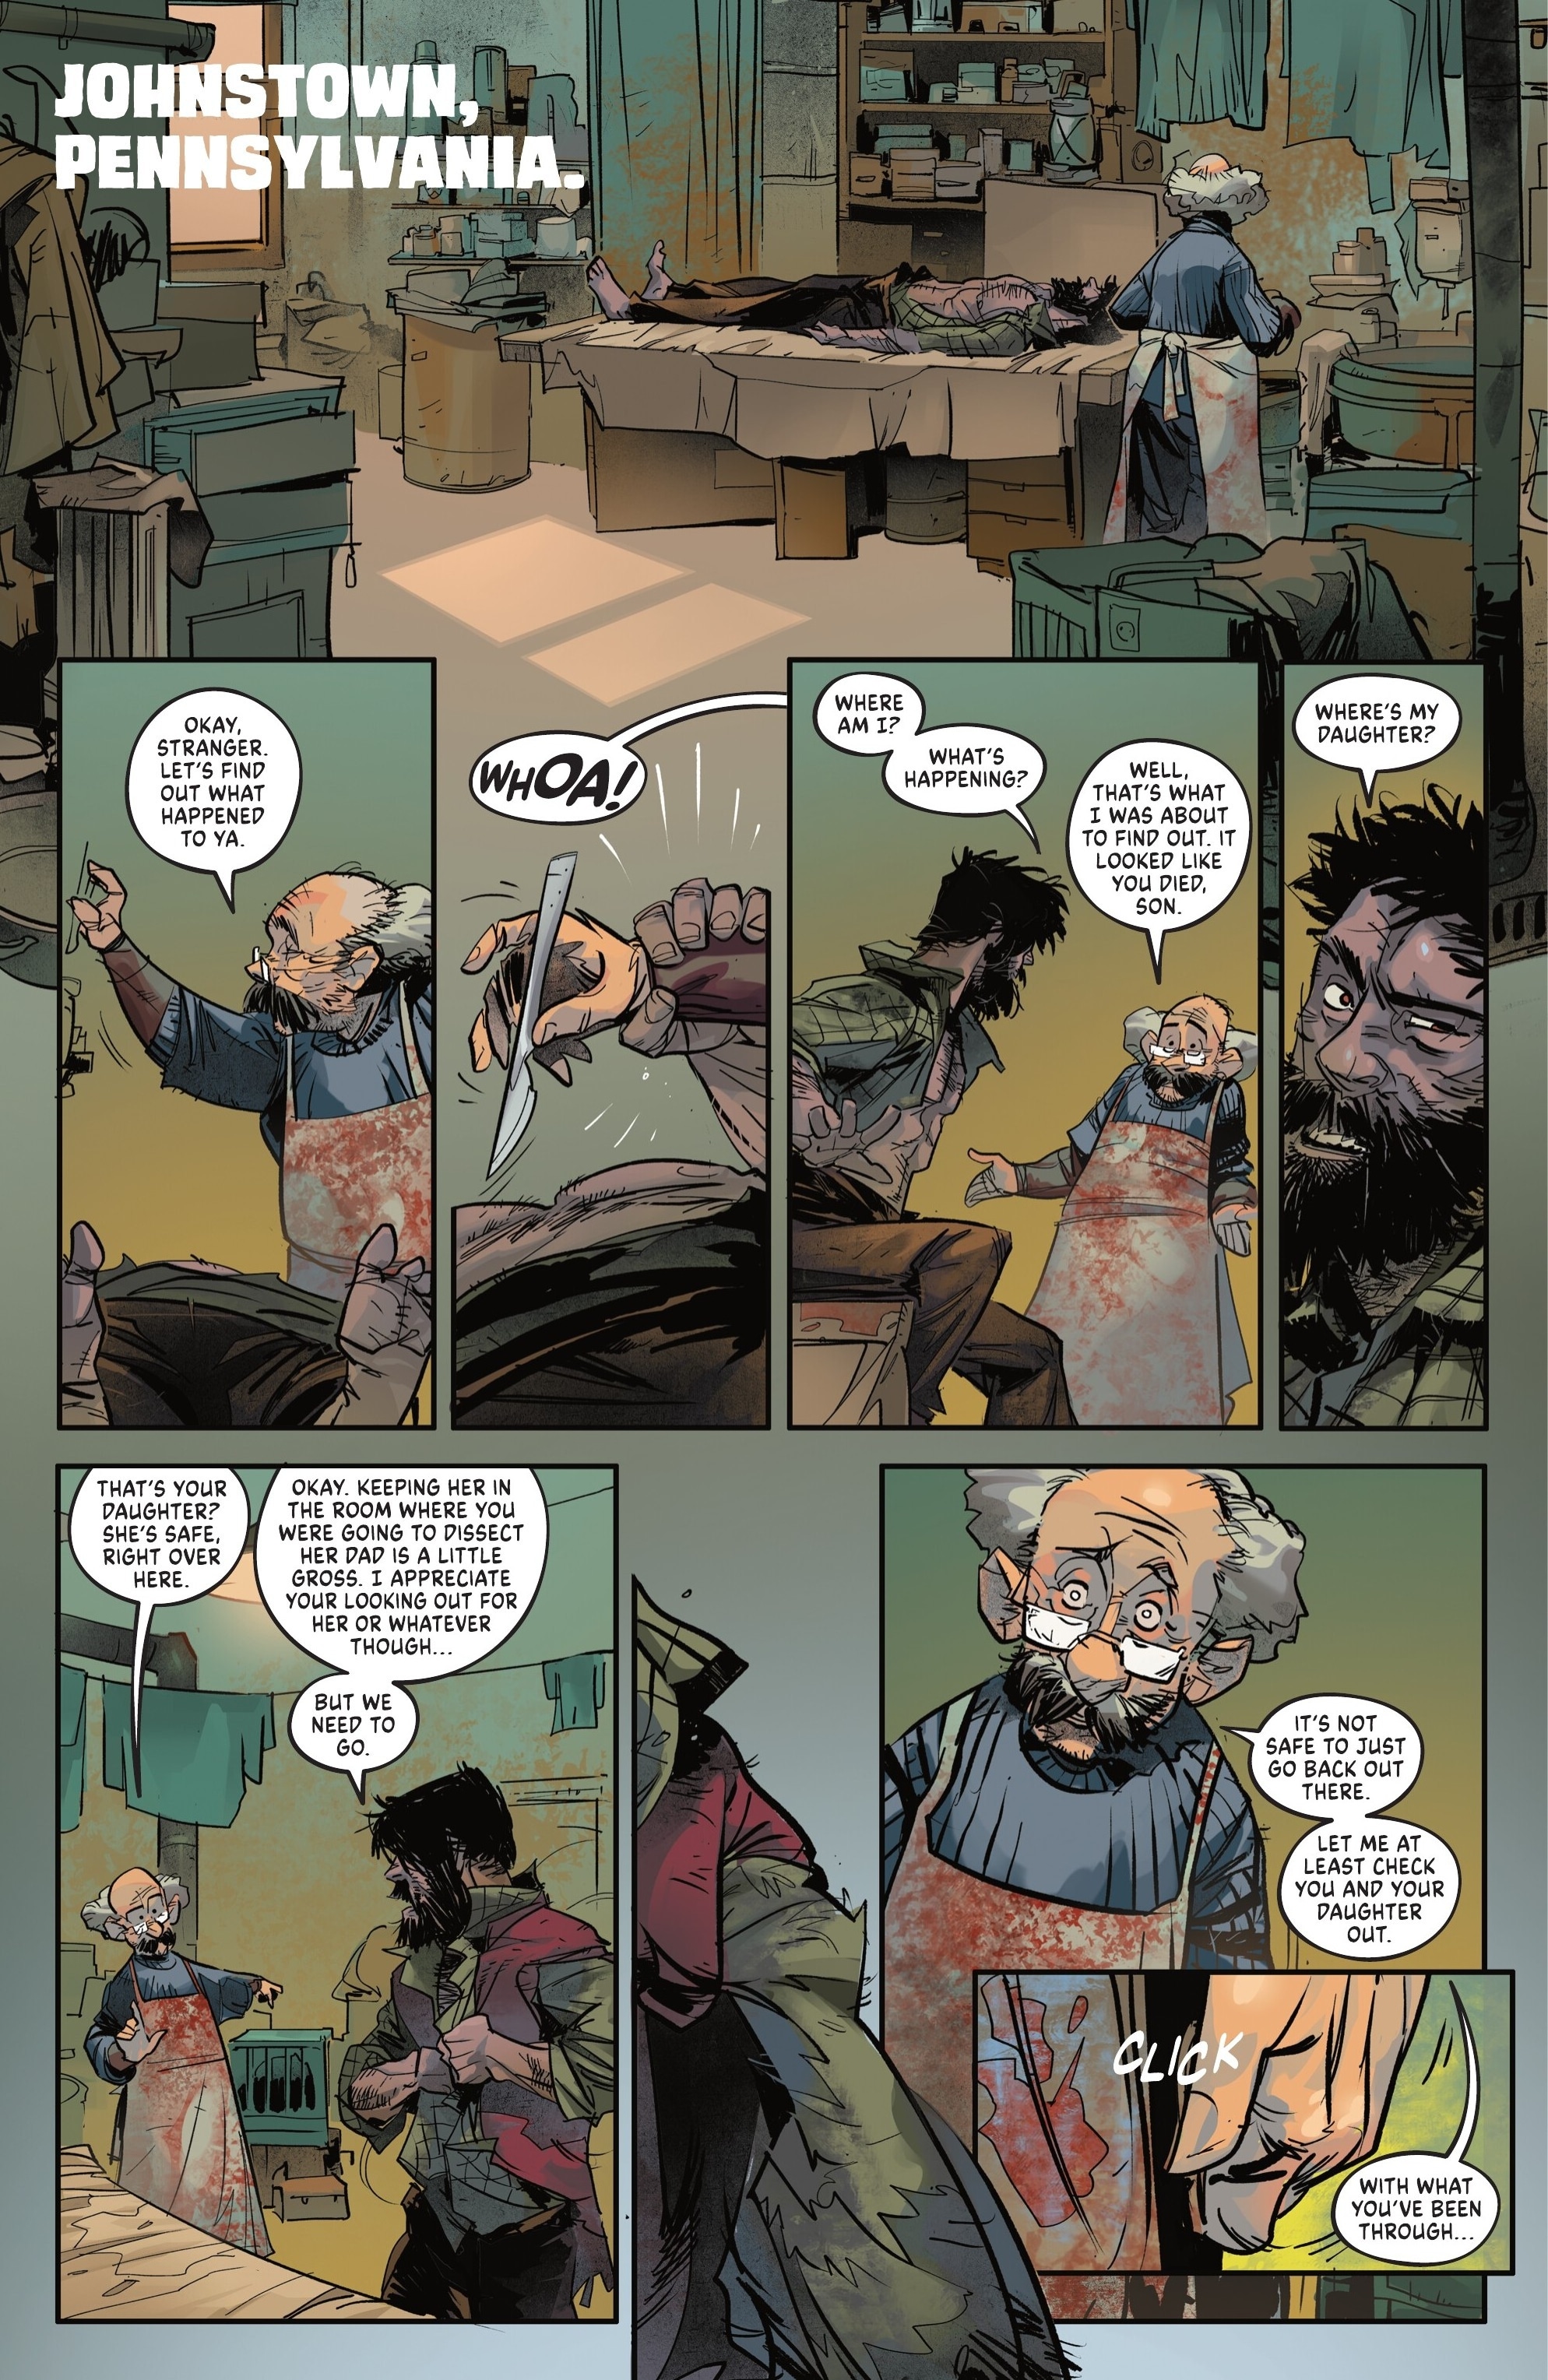 JOHNSTOWN,
PENNSYLVANIA.
OKAY,
STRANGER.
LET'S FIND
OUT WHAT
HAPPENED
TO YA.
WHOA!
WHERE
AM I?
WHAT'S
HAPPENING?
WELL,
THAT'S WHAT
I WAS ABOUT
TO FIND OUT. IT
LOOKED LIKE
YOU DIED,
SON.
WHERE'S MY
DAUGHTER?
THAT'S YOUR
DAUGHTER?
SHE'S SAFE,
RIGHT OVER
HERE.
OKAY. KEEPING HER IN
THE ROOM WHERE YOU
WERE GOING TO DISSECT
HER DAD IS A LITTLE
GROSS. I APPRECIATE
YOUR LOOKING OUT FOR
HER OR WHATEVER
THOUGH...
BUT WE
NEED TO
GO.
IT'S NOT
SAFE TO JUST
GO BACK OUT
THERE.
LET ME AT
LEAST CHECK
YOU AND YOUR
DAUGHTER
OUT.
CLICK
WITH WHAT
YOU'VE BEEN
THROUGH...